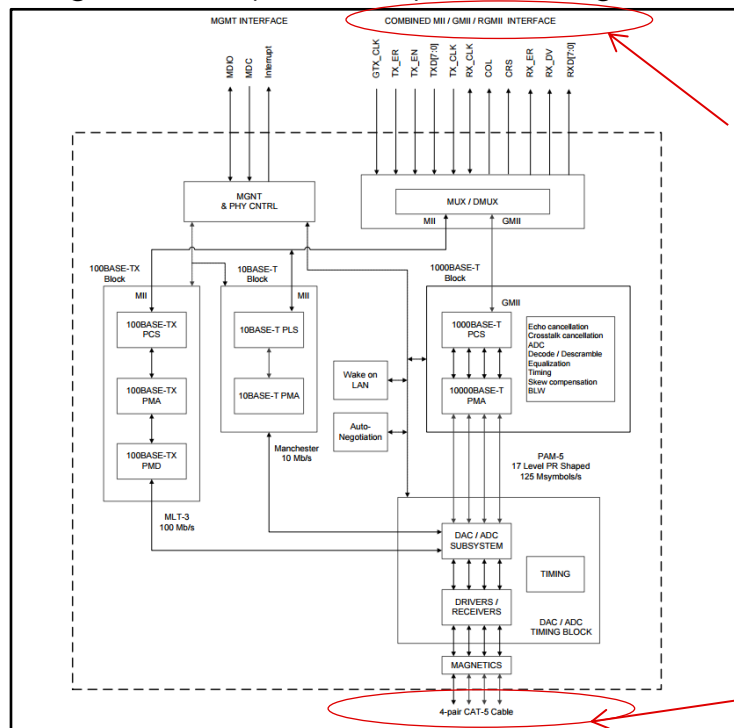 MGMT INTERFACE
COMBINED MII / GMII / RGMII INTERFACE
MDIO
MDC
Interrupt
GTX_CLK
TX_ER
TX_EN
TXD[7:0]
TX_CLK
RX_CLK
COL
CRS
RX_ER
RX_DV
RXD[7:0]
MGNT
& PHY CNTRL
MUX / DMUX
MII
GMII
100BASE-TX
Block
10BASE-T
Block
1000BASE-T
Block
MII
MII
GMII
100BASE-TX
PCS
100BASE-TX
PMA
100BASE-TX
PMD
10BASE-T PLS
10BASE-T PMA
1000BASE-T
PCS
10000BASE-T
PMA
Echo cancellation
Crosstalk cancellation
ADC
Decode / Descramble
Equalization
Timing
Skew compensation
BLW
Wake on
LAN
Auto-
Negotiation
Manchester
10 Mb/s
PAM-5
17 Level PR Shaped
125 Msymbols/s
MLT-3
100 Mb/s
DAC / ADC
SUBSYSTEM
TIMING
DRIVERS /
RECEIVERS
DAC / ADC
TIMING BLOCK
MAGNETICS
4-pair CAT-5 Cable